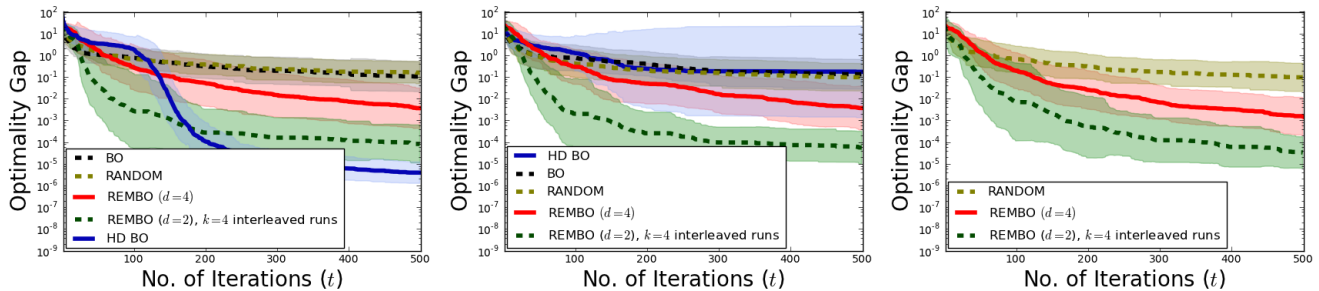 Optimality Gap
10^2
10^1
10^0
10^-1
10^-2
10^-3
10^-4
10^-5
10^-6
10^-7
10^-8
10^-9
BO
RANDOM
REMBO (d=4)
REMBO (d=2), k=4 interleaved runs
HD BO
100 200 300 400 500
No. of Iterations (t)
Optimality Gap
10^2
10^1
10^0
10^-1
10^-2
10^-3
10^-4
10^-5
10^-6
10^-7
10^-8
10^-9
HD BO
BO
RANDOM
REMBO (d=4)
REMBO (d=2), k=4 interleaved runs
100 200 300 400 500
No. of Iterations (t)
Optimality Gap
10^2
10^1
10^0
10^-1
10^-2
10^-3
10^-4
10^-5
10^-6
10^-7
10^-8
10^-9
RANDOM
REMBO (d=4)
REMBO (d=2), k=4 interleaved runs
100 200 300 400 500
No. of Iterations (t)